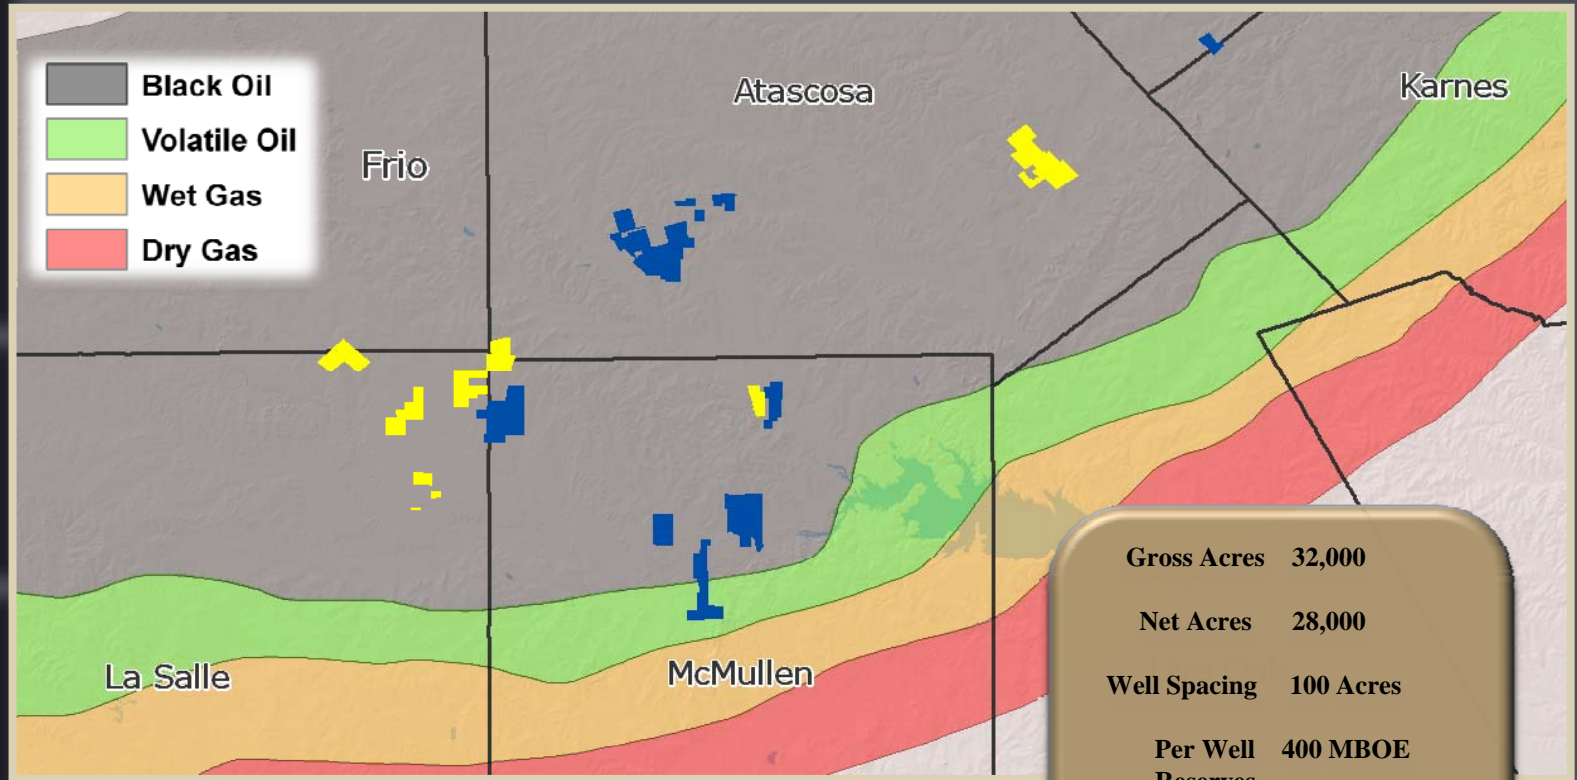 Black Oil
Volatile Oil
Wet Gas
Dry Gas
Frio
Atascosa
Karnes
La Salle
McMullen
Gross Acres 32,000
Net Acres 28,000
Well Spacing 100 Acres
Per Well 400 MBOE
Reserves